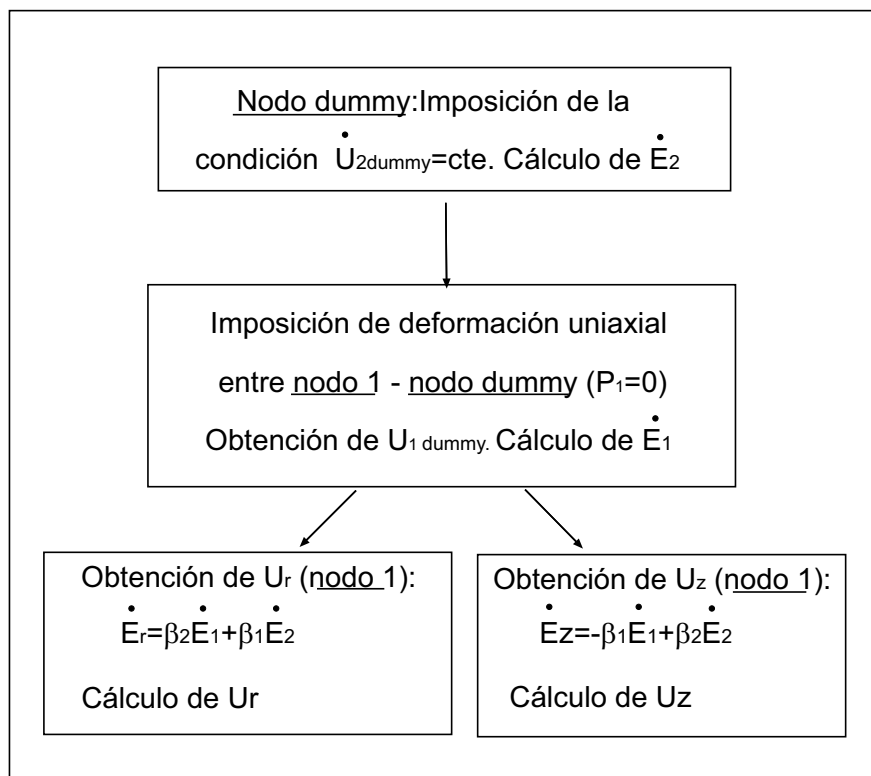 Nodo dummy:Imposición de la
condición U̇₂dummy=cte. Cálculo de Ė₂
Imposición de deformación uniaxial
entre nodo 1 - nodo dummy (P₁=0)
Obtención de U₁ dummy. Cálculo de Ė₁
Obtención de Uᵣ (nodo 1):
Ėᵣ=β₂Ė₁+β₁Ė₂
Cálculo de Ur
Obtención de U𝗓 (nodo 1):
Ėz=-β₁Ė₁+β₂Ė₂
Cálculo de Uz